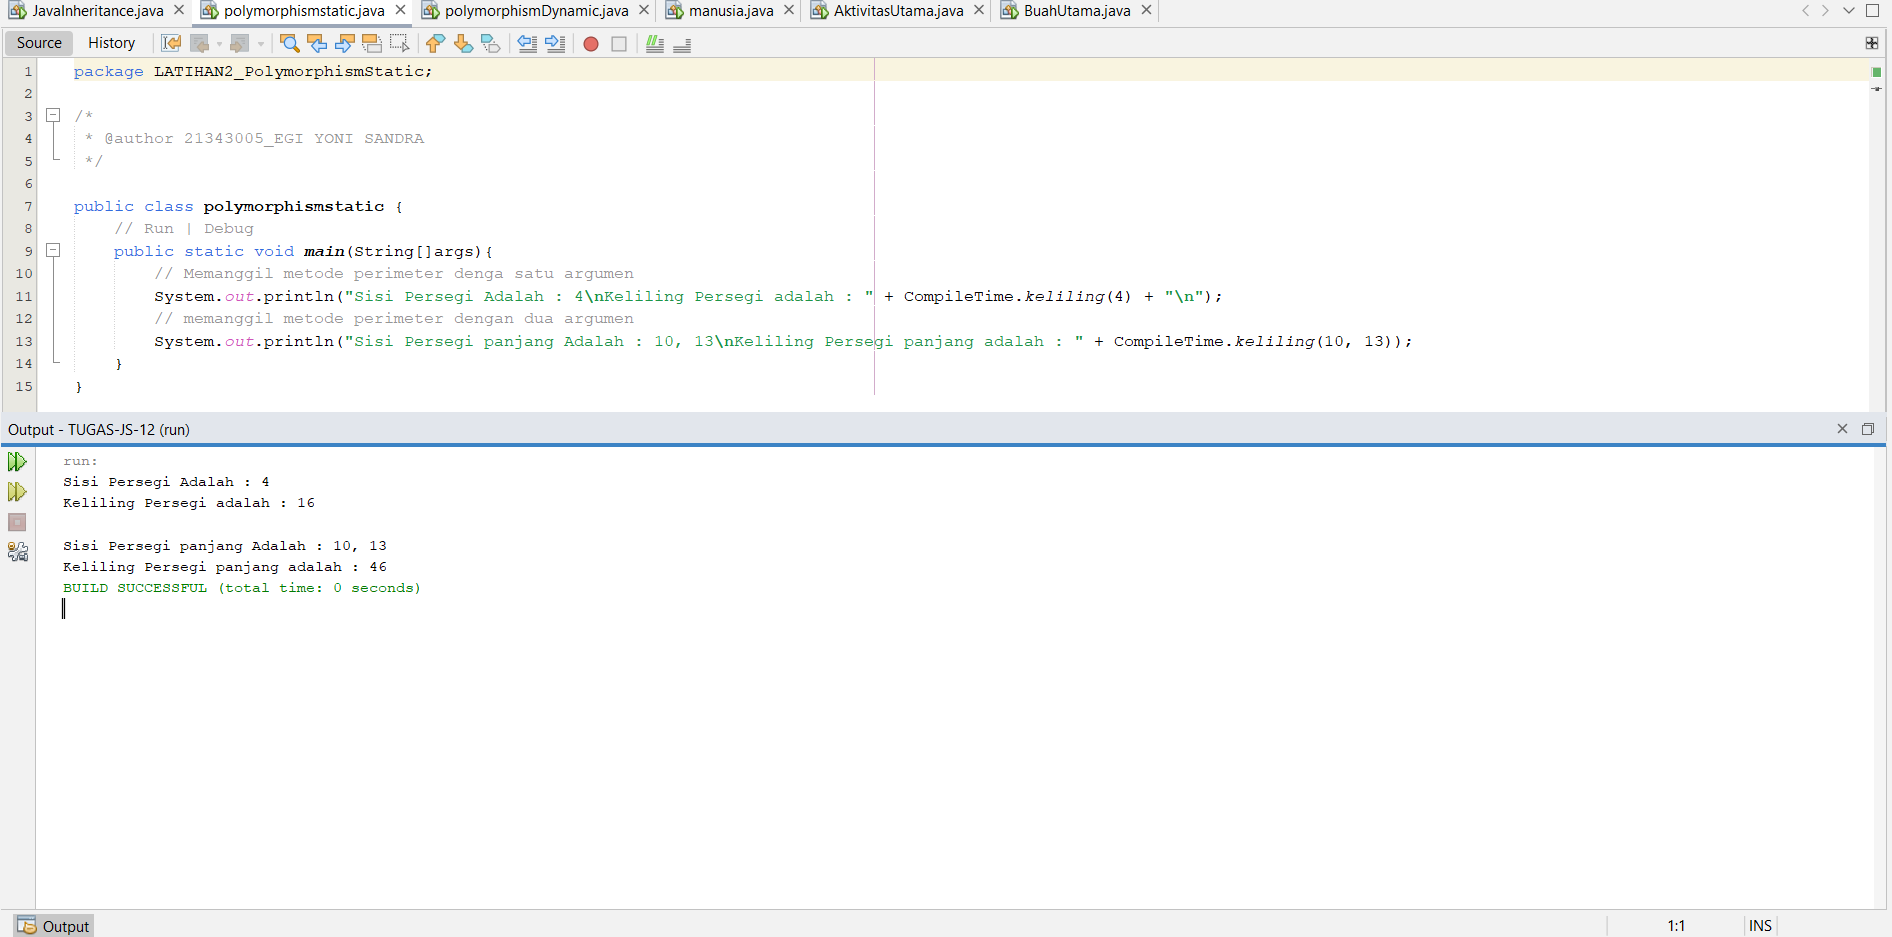 JavaInheritance.java polymorphismstatic.java polymorphismDynamic.java manusia.java AktivitasUtama.java BuahUtama.java
Source History
1 package LATIHAN2_PolymorphismStatic;
2
3 /*
4 * @author 21343005_EGI YONI SANDRA
5 */
6
7 public class polymorphismstatic {
8 // Run | Debug
9 public static void main(String[]args){
10 // Memanggil metode perimeter denga satu argumen
11 System.out.println("Sisi Persegi Adalah : 4\nKeliling Persegi adalah : " + CompileTime.keliling(4) + "\n");
12 // memanggil metode perimeter dengan dua argumen
13 System.out.println("Sisi Persegi panjang Adalah : 10, 13\nKeliling Persegi panjang adalah : " + CompileTime.keliling(10, 13));
14 }
15 }
Output - TUGAS-JS-12 (run)
run:
Sisi Persegi Adalah : 4
Keliling Persegi adalah : 16
Sisi Persegi panjang Adalah : 10, 13
Keliling Persegi panjang adalah : 46
BUILD SUCCESSFUL (total time: 0 seconds)
Output 1:1 INS